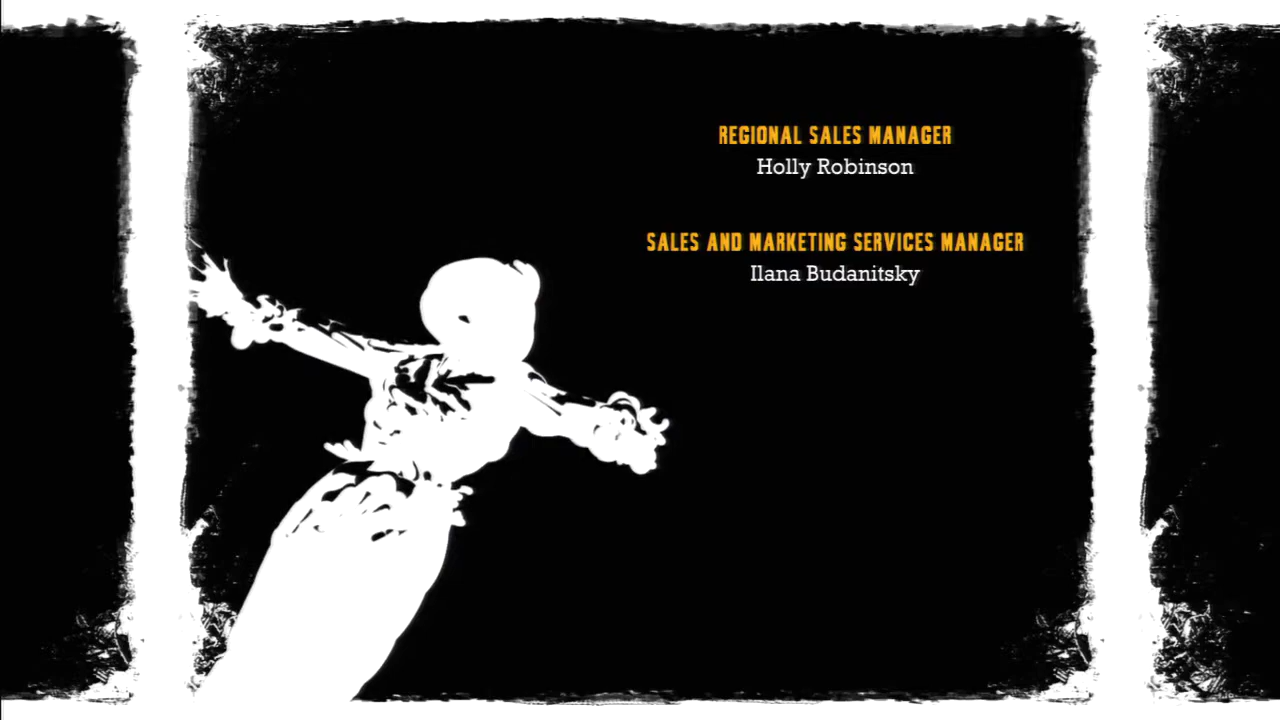 REGIONAL SALES MANAGER
Holly Robinson
SALES AND MARKETING SERVICES MANAGER
Ilana Budanitsky